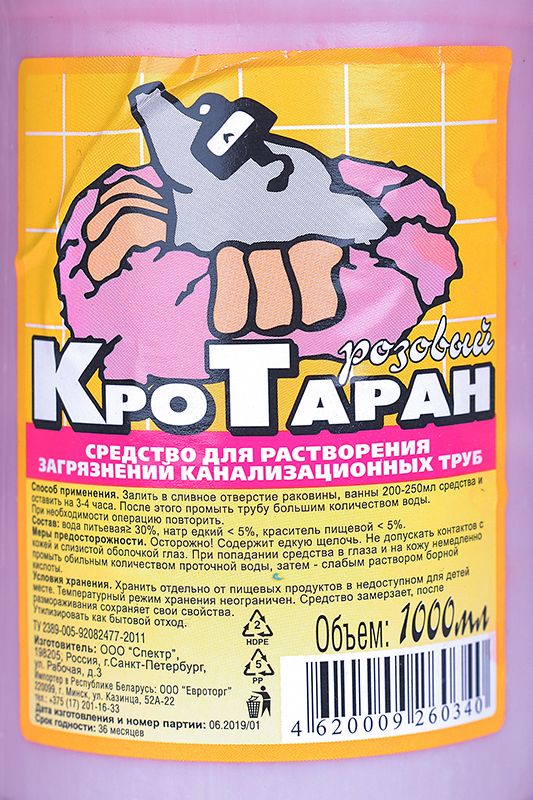 розовый
КроТаран
СРЕДСТВО ДЛЯ РАСТВОРЕНИЯ
ЗАГРЯЗНЕНИЙ КАНАЛИЗАЦИОННЫХ ТРУБ
Способ применения. Залить в сливное отверстие раковины, ванны 200-250мл средства и
оставить на 3-4 часа. После этого промыть трубу большим количеством воды.
При необходимости операцию повторить.
Состав: вода питьевая≥ 30%, натр едкий < 5%, краситель пищевой < 5%.
Меры предосторожности. Осторожно! Содержит едкую щелочь. Не допускать контактов с
кожей и слизистой оболочкой глаз. При попадании средства в глаза и на кожу немедленно
промыть обильным количеством проточной воды, затем - слабым раствором борной
кислоты.
Условия хранения. Хранить отдельно от пищевых продуктов в недоступном для детей
месте. Температурный режим хранения неограничен. Средство замерзает, после
размораживания сохраняет свои свойства.
Утилизировать как бытовой отход.
ТУ 2389-005-92082477-2011
Изготовитель: ООО "Спектр",
198205, Россия, г.Санкт-Петербург,
ул. Рабочая, д.3
Импортер в Республике Беларусь: ООО "Евроторг"
220099, г. Минск, ул. Казинца, 52А-22
Тел.: +375 (17) 201-16-33
Дата изготовления и номер партии: 06.2019/01
Срок годности: 36 месяцев
2
HDPE
5
PP
Объем: 1000мл
4 620009 260340